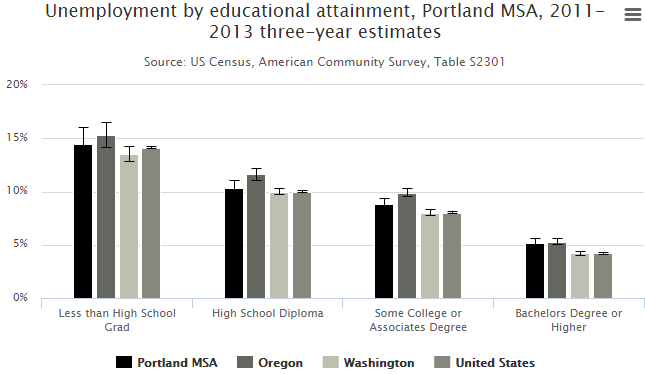 Unemployment by educational attainment, Portland MSA, 2011-
2013 three-year estimates
Source: US Census, American Community Survey, Table S2301
20%
15%
10%
5%
0%
Less than High School
Grad
High School Diploma
Some College or
Associates Degree
Bachelors Degree or
Higher
Portland MSA
Oregon
Washington
United States